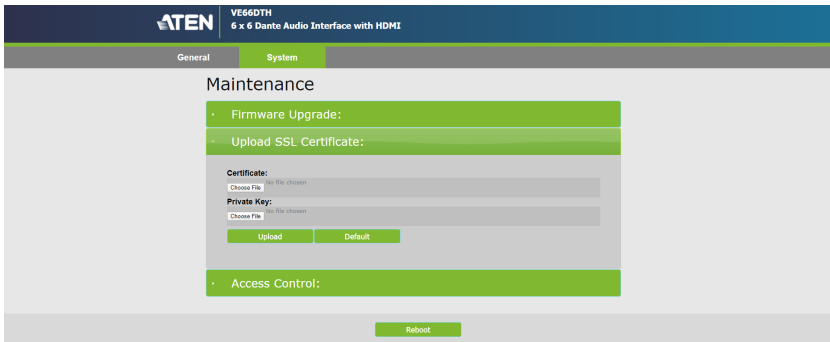 ATEN
VE66DTH
6 x 6 Dante Audio Interface with HDMI
General
System
Maintenance
Firmware Upgrade:
Upload SSL Certificate:
Certificate:
Choose File No file chosen
Private Key:
Choose File No file chosen
Upload
Default
Access Control:
Reboot